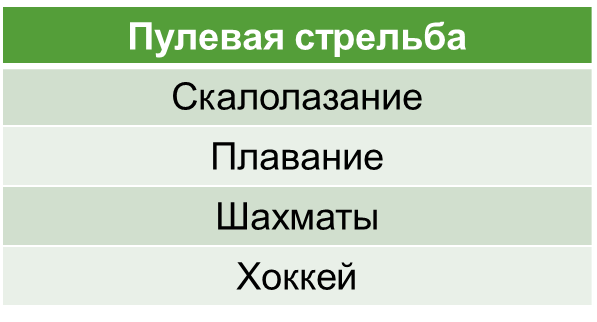 Пулевая стрельба
Скалолазание
Плавание
Шахматы
Хоккей